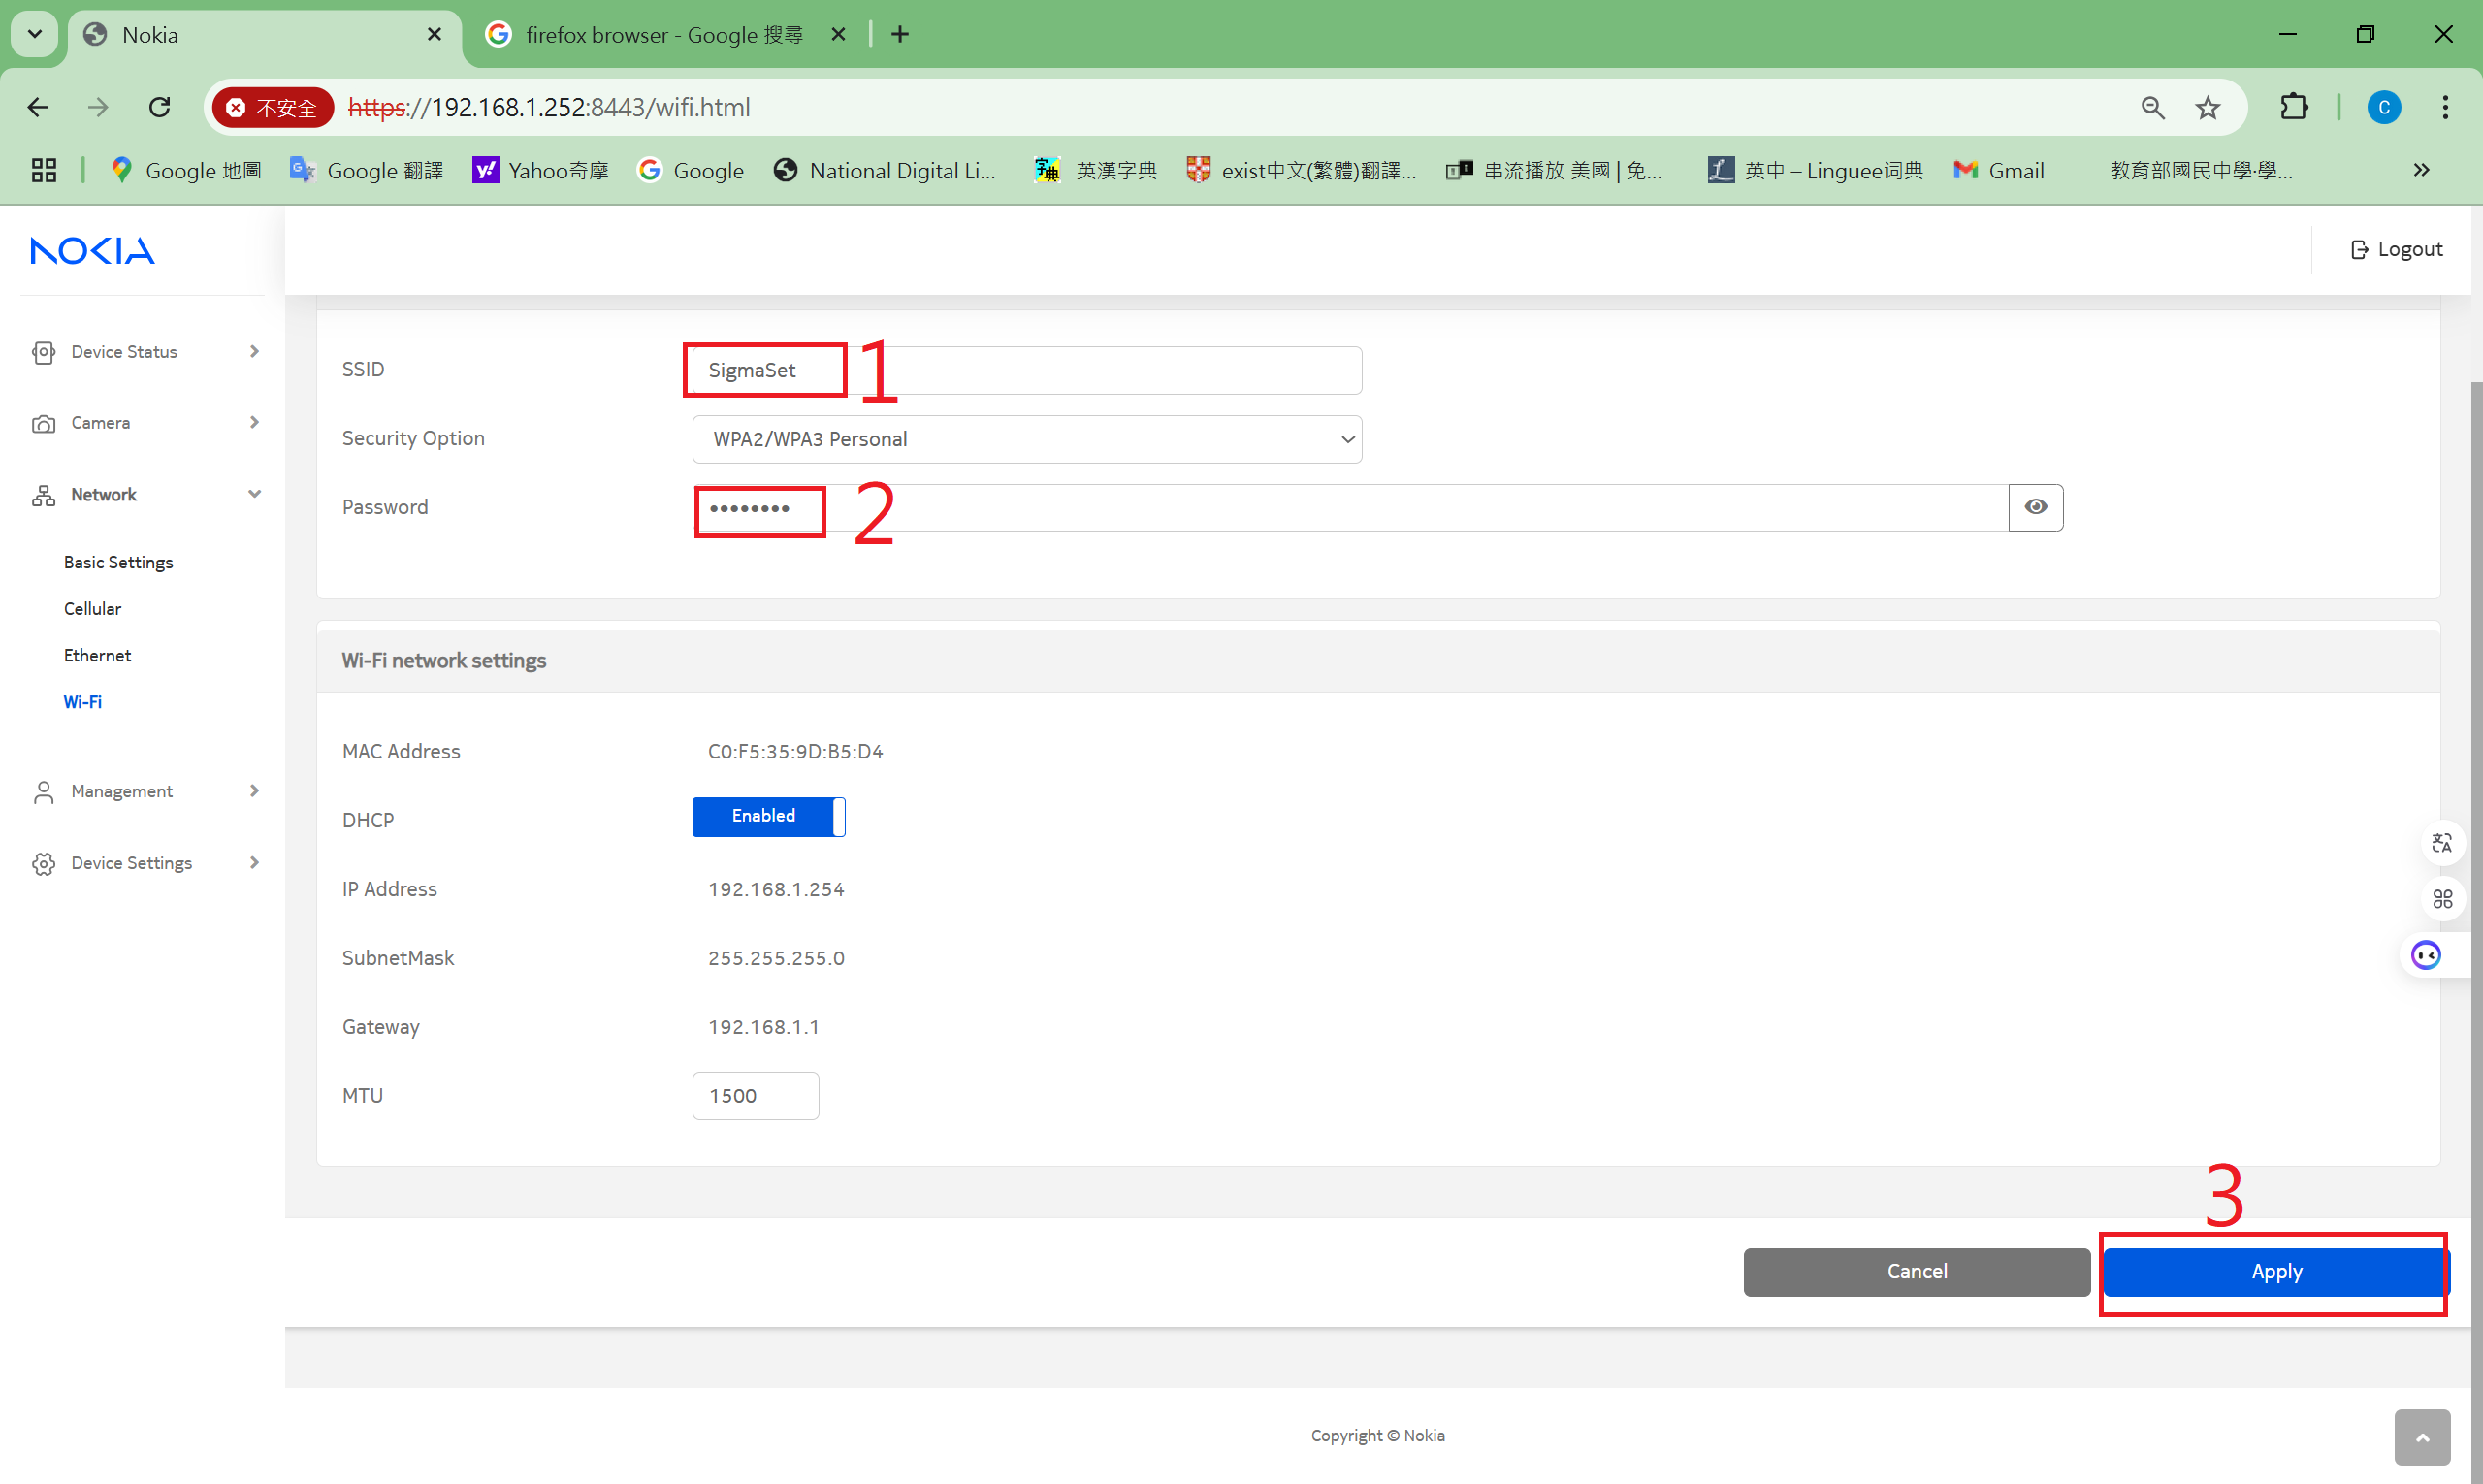 Nokia
firefox browser - Google 搜尋
不安全 https://192.168.1.252:8443/wifi.html
C
Google 地圖 Google 翻譯 Yahoo奇摩 Google National Digital Li... 英漢字典 exist中文(繁體)翻譯... 串流播放 美國 | 免... 英中 – Linguee词典 Gmail 教育部國民中學·學...
NOKIA
Logout
Device Status
Camera
Network
Basic Settings
Cellular
Ethernet
Wi-Fi
Management
Device Settings
SSID SigmaSet 1
Security Option WPA2/WPA3 Personal
Password •••••••• 2
Wi-Fi network settings
MAC Address C0:F5:35:9D:B5:D4
DHCP Enabled
IP Address 192.168.1.254
SubnetMask 255.255.255.0
Gateway 192.168.1.1
MTU 1500
3
Cancel Apply
Copyright © Nokia